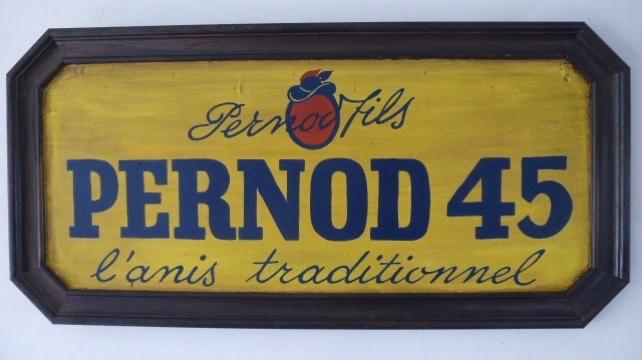 Pernod fils
PERNOD 45
l'anis traditionnel